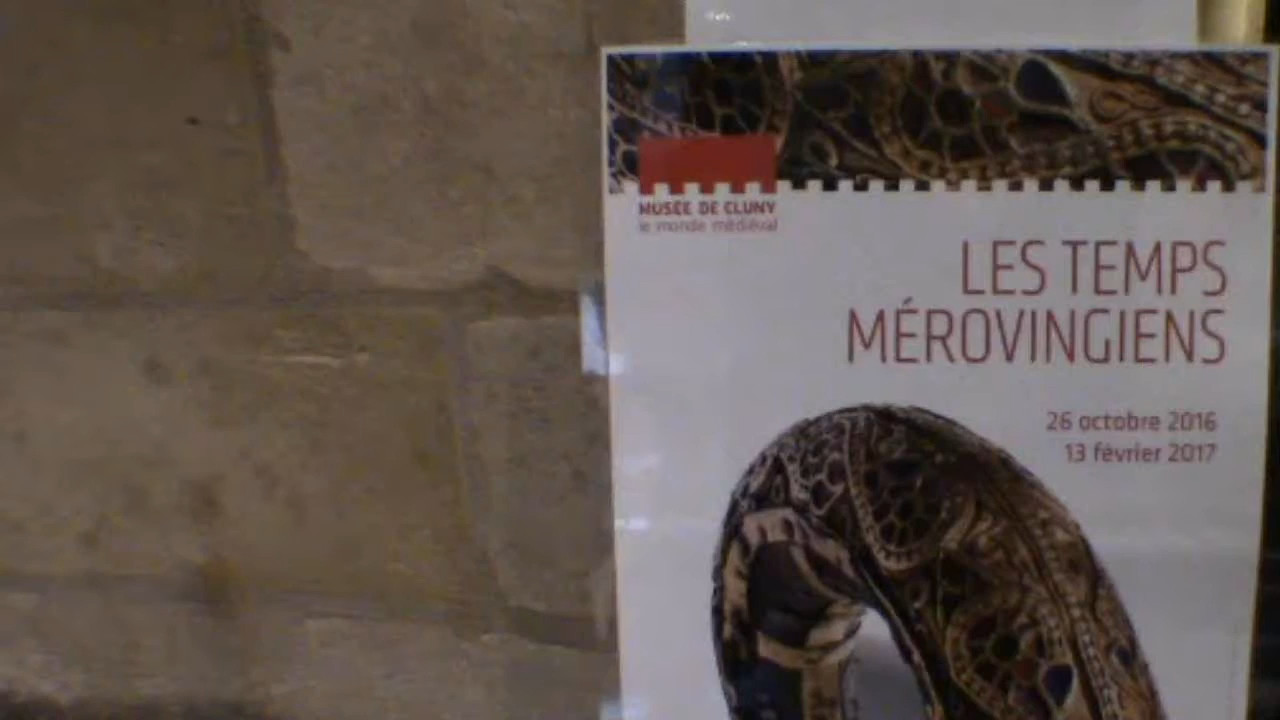 MUSÉE DE CLUNY
le monde médiéval
LES TEMPS
MÉROVINGIENS
26 octobre 2016
13 février 2017